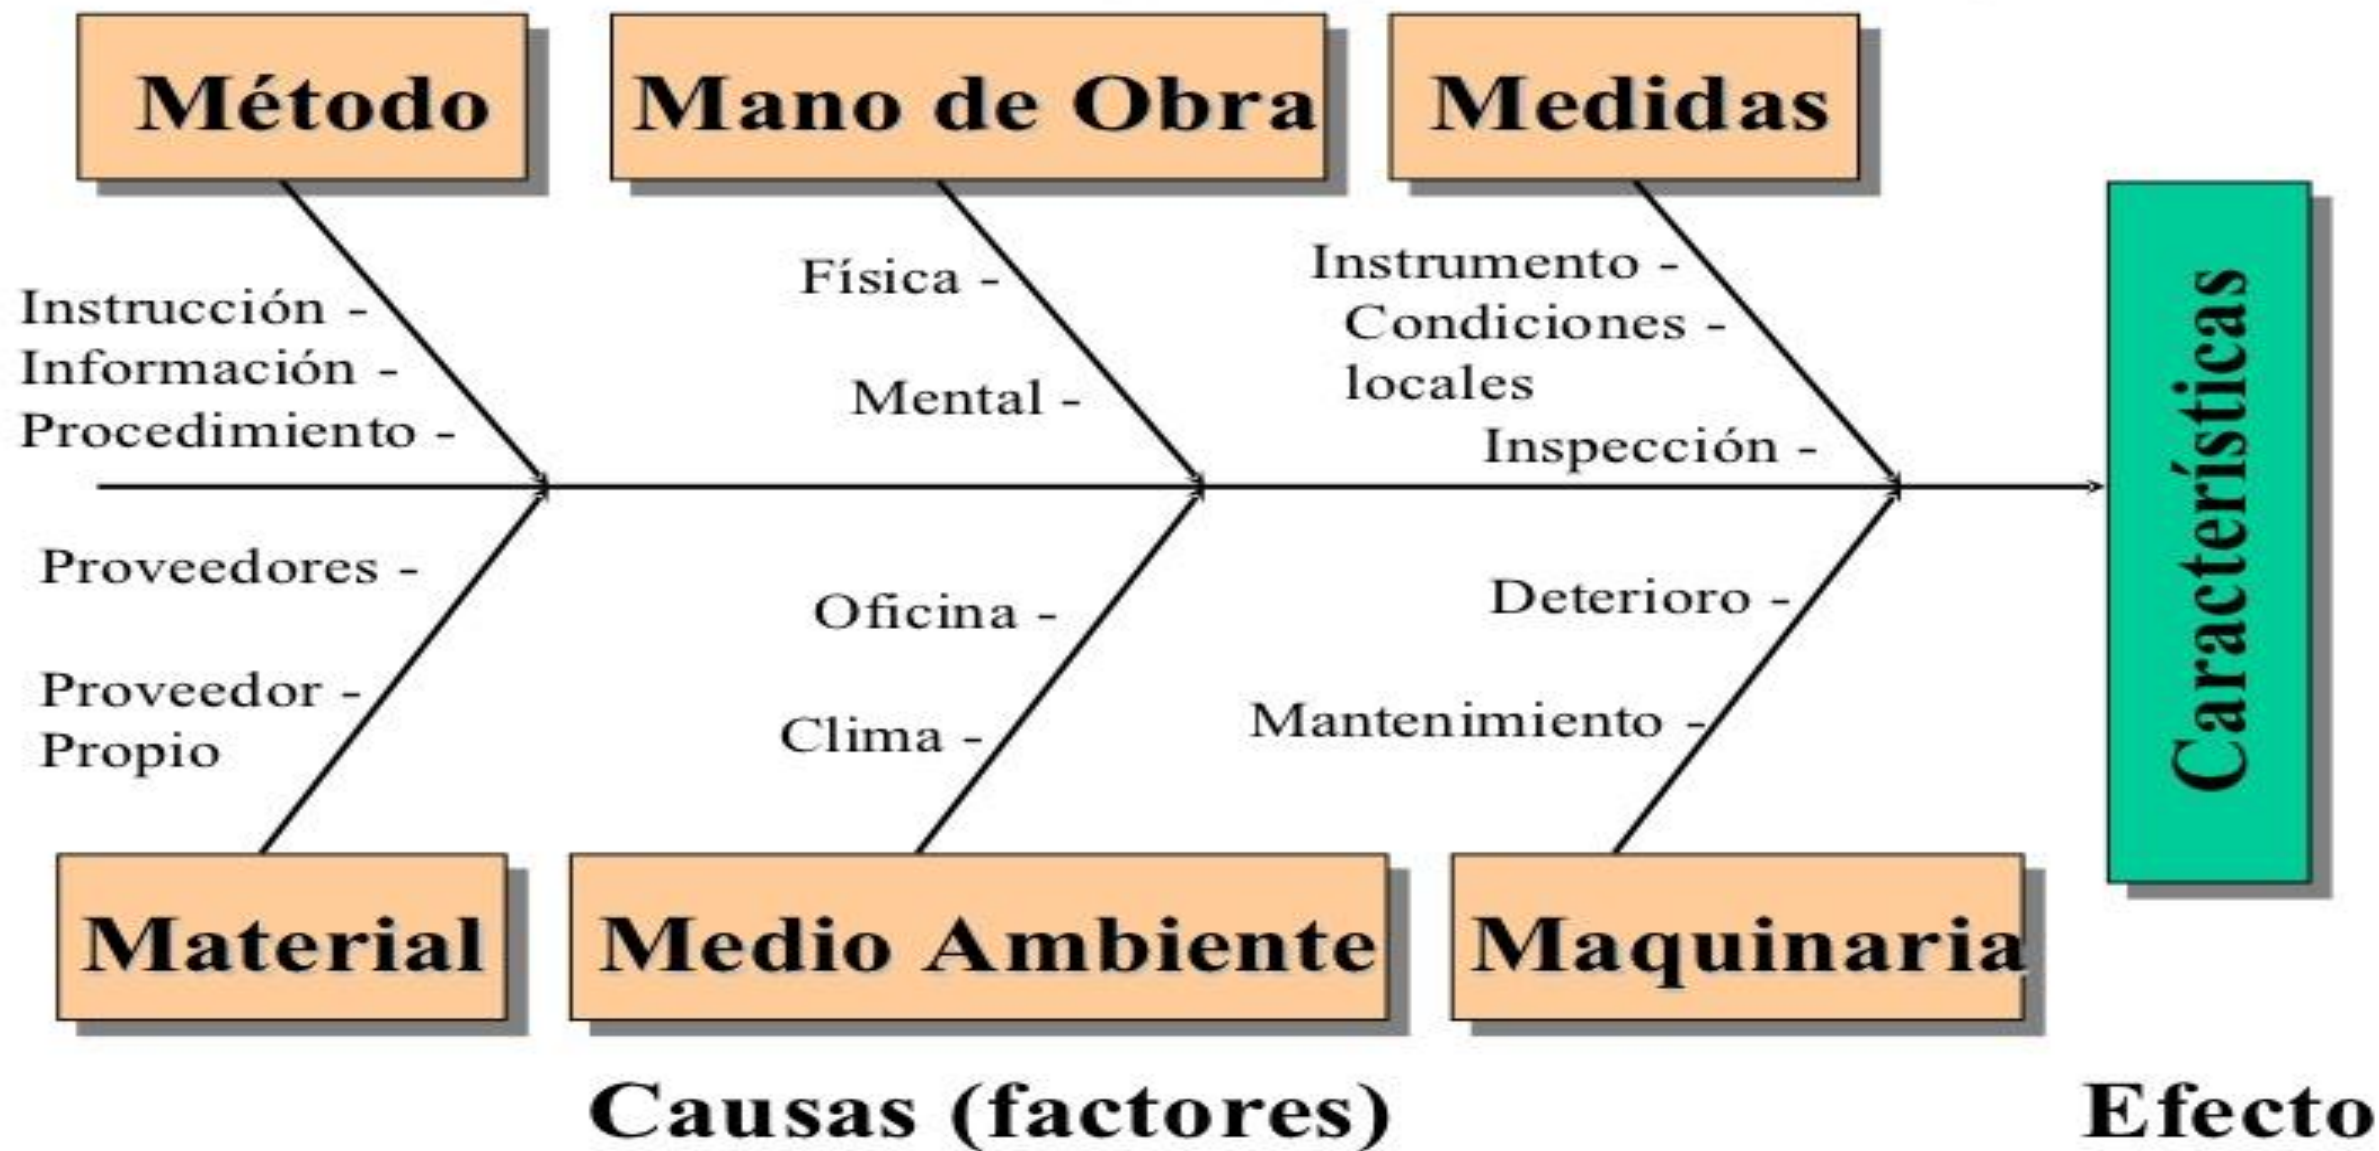 Método
Mano de Obra
Medidas
Instrucción -
Información -
Procedimiento -
Física -
Mental -
Instrumento -
Condiciones -
locales
Inspección -
Características
Proveedores -
Proveedor -
Propio
Oficina -
Clima -
Deterioro -
Mantenimiento -
Material
Medio Ambiente
Maquinaria
Causas (factores)
Efecto